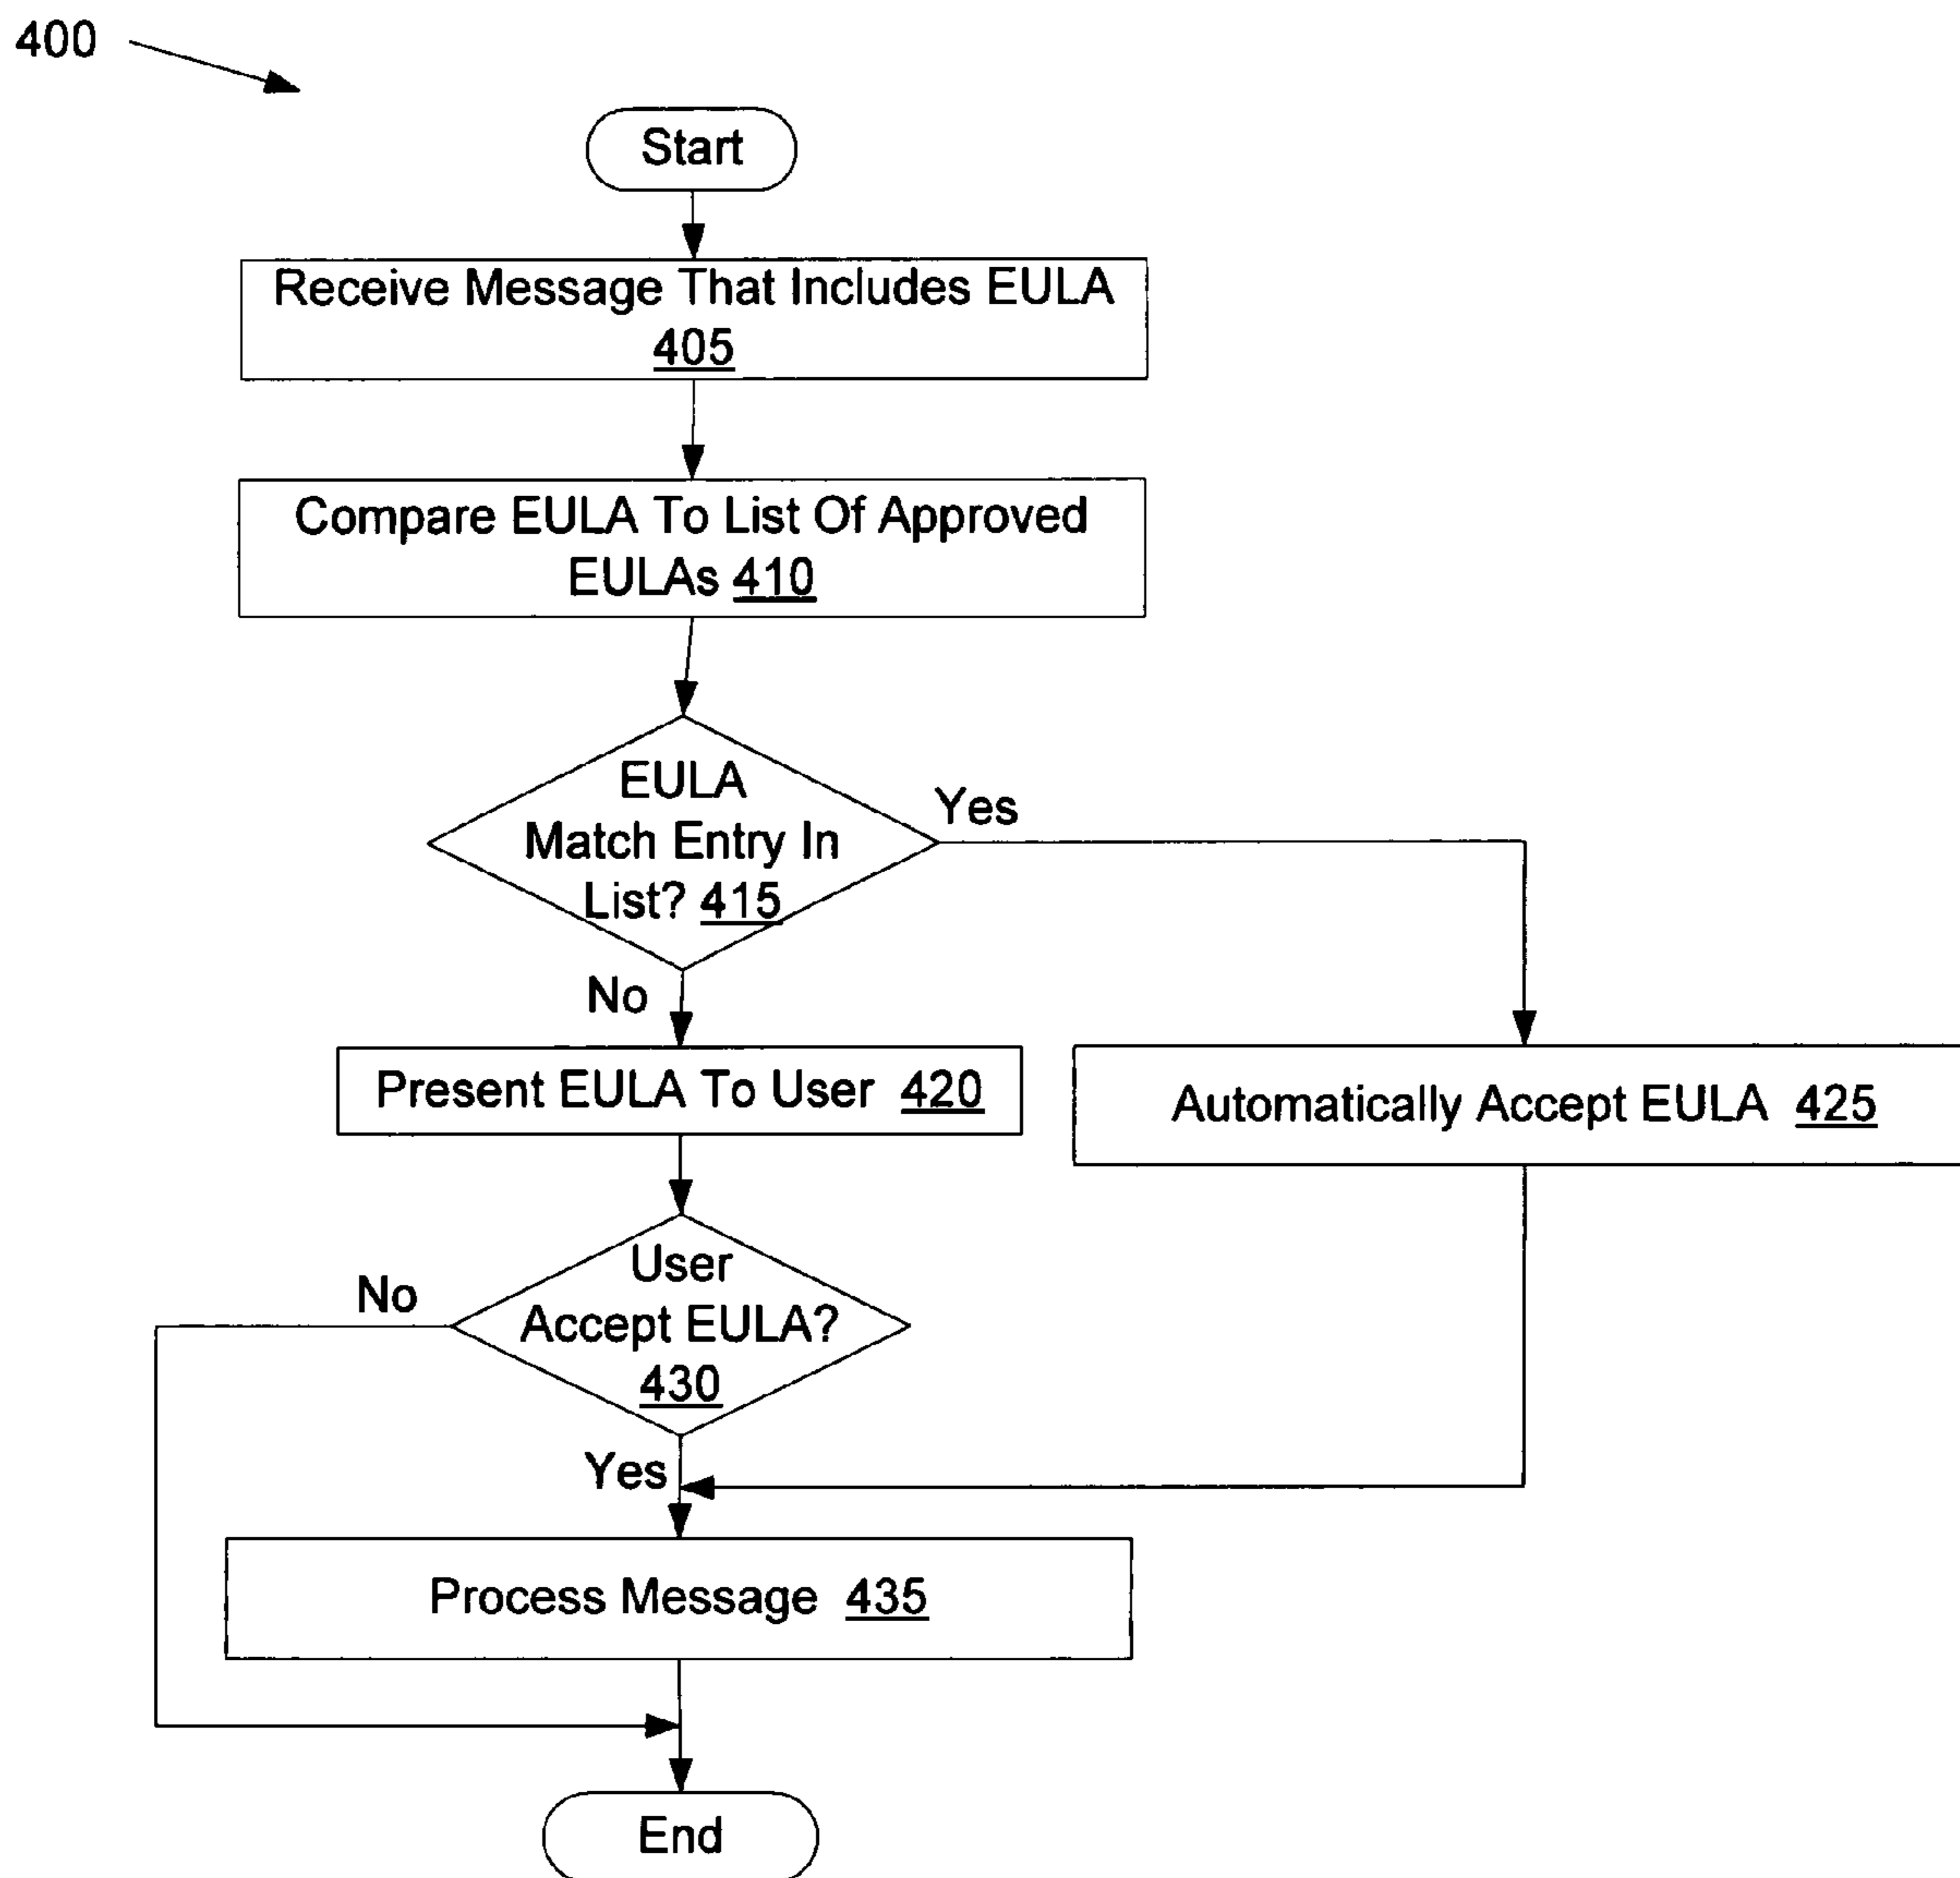 400
Start
Receive Message That Includes EULA
405
Compare EULA To List Of Approved
EULAs 410
EULA
Match Entry In
List? 415
Yes
No
Present EULA To User 420
Automatically Accept EULA 425
User
Accept EULA?
430
No
Yes
Process Message 435
End